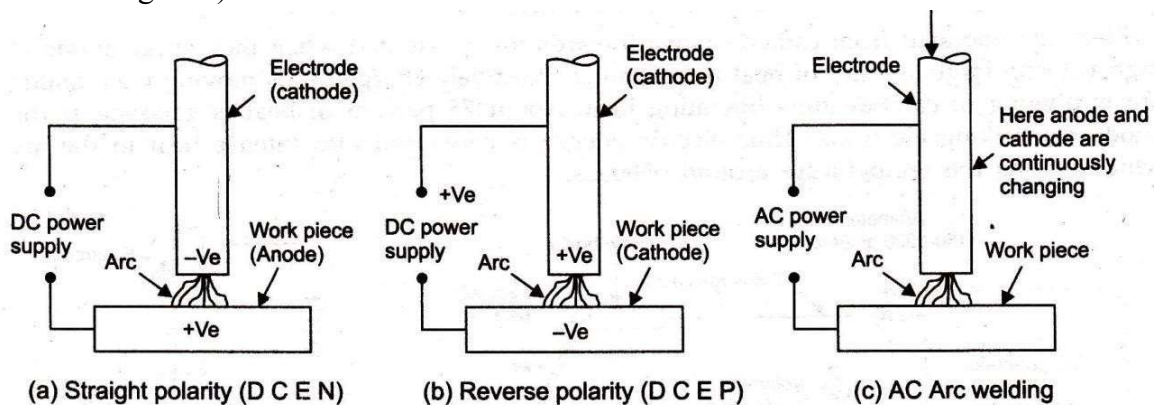 Electrode
(cathode)
DC power
supply
–Ve
Arc
Work piece
(Anode)
+Ve
(a) Straight polarity (D C E N)
Electrode
(cathode)
+Ve
DC power
supply
+Ve
Arc
Work piece
(Cathode)
–Ve
(b) Reverse polarity (D C E P)
Electrode
Here anode and
cathode are
continuously
changing
AC power
supply
Arc
Work piece
(c) AC Arc welding